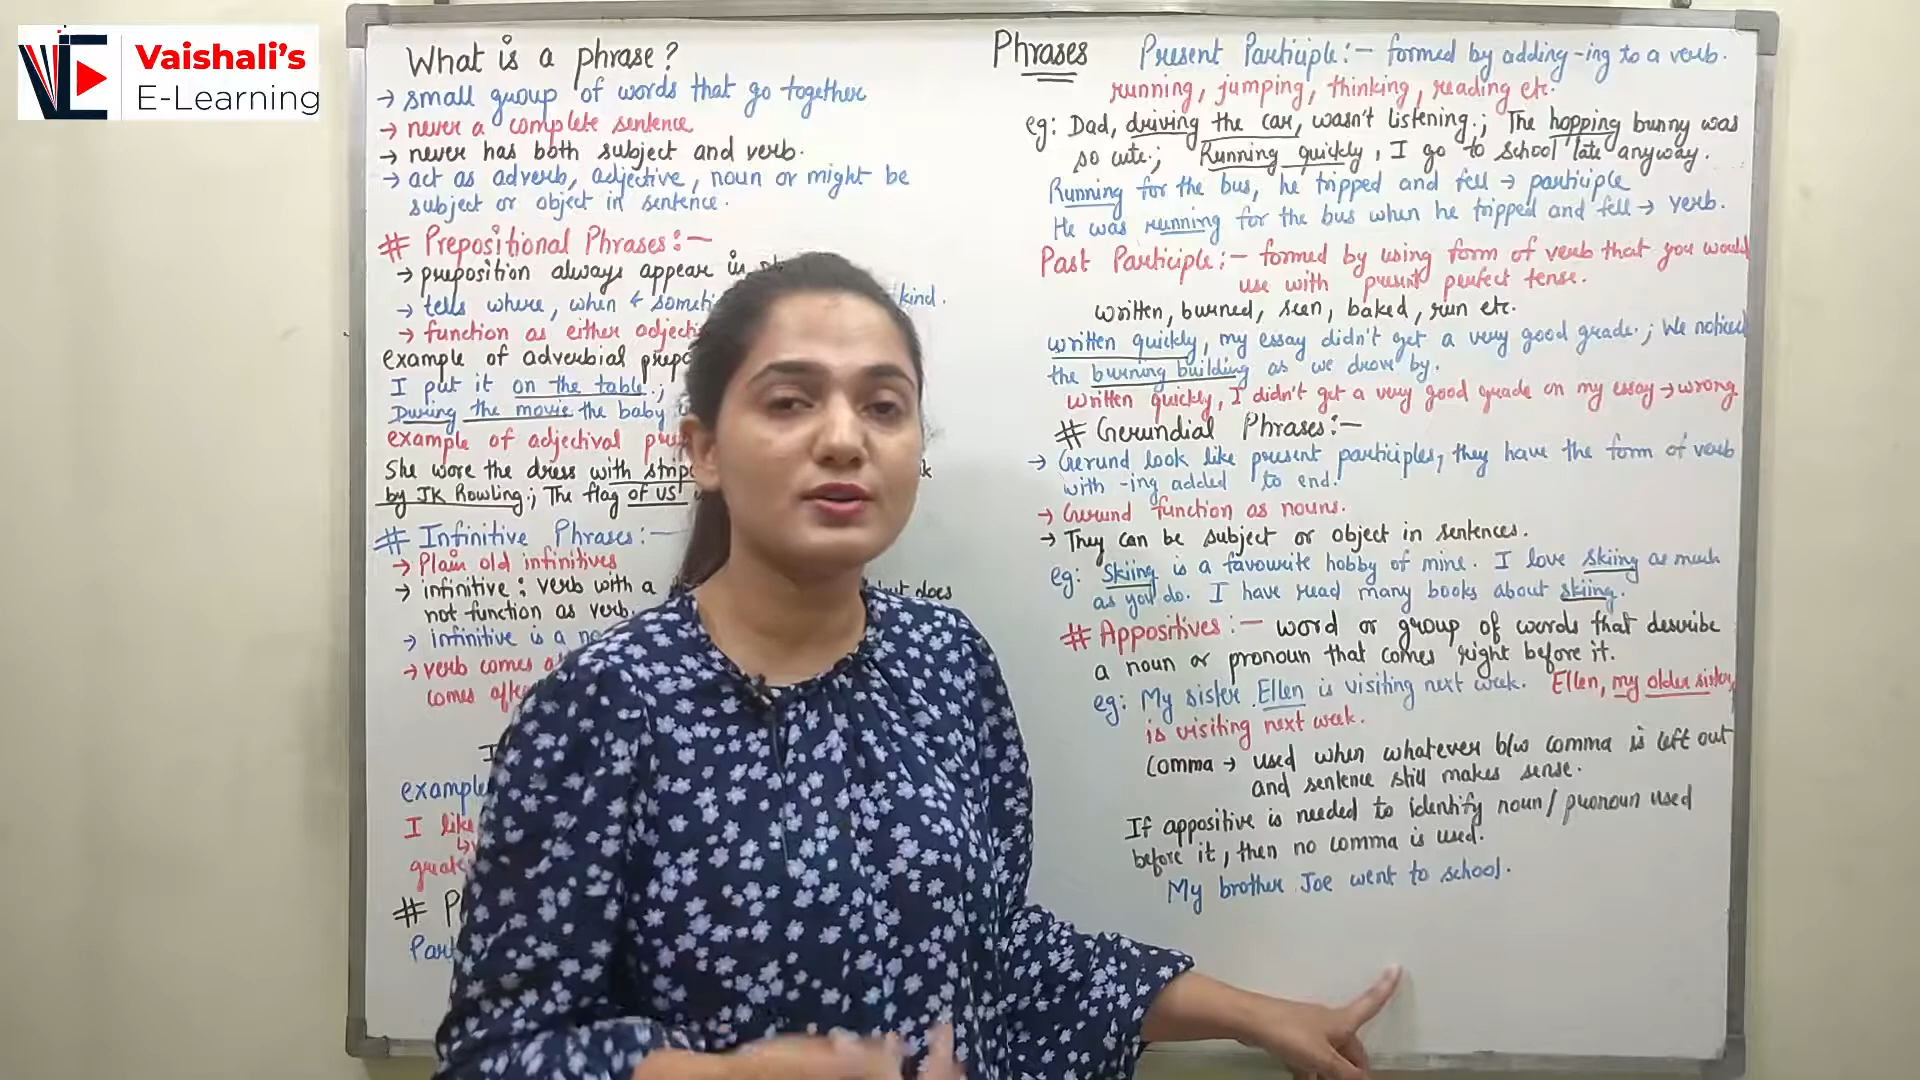 Vaishali's
E-Learning
What is a phrase?
→ small group of words that go together
→ never a complete sentence
→ never has both subject and verb.
→ act as adverb, adjective, noun or might be
subject or object in sentence.
# Prepositional Phrases:-
→ preposition always appear in
→ tells where, when & kind.
→ function as either
example of adverbial
I put it on the table.;
During the movie the baby
example of adjectival
She wore the dress with
by JK Rowling.; The flag of US
# Infinitive Phrases:-
→ Plain old infinitives
→ infinitive: verb with a but does
not function as verb.
→ infinitive is a
→ verb comes
comes
I
example
I like
#
Phrases
Present Participle:- formed by adding -ing to a verb.
running, jumping, thinking, reading etc.
eg: Dad, driving the car, wasn't listening.; The hopping bunny was
so cute.; Running quickly, I go to school late anyway.
Running for the bus, he tripped and fell → participle
He was running for the bus when he tripped and fell → verb.
Past Participle:- formed by using form of verb that you would
use with present perfect tense.
written, burned, seen, baked, run etc.
written quickly, my essay didn't get a very good grade.; We noticed
the burning building as we drove by.
written quickly, I didn't get a very good grade on my essay → wrong
# Gerundial Phrases:-
→ Gerund look like present participles, they have the form of verb
with -ing added to end.
→ Gerund function as nouns.
→ They can be subject or object in sentences.
eg: Skiing is a favourite hobby of mine. I love skiing as much
as you do. I have read many books about skiing.
# Appositives:- word or group of words that describe
a noun or pronoun that comes right before it.
eg: My sister Ellen is visiting next week. Ellen, my older sister,
is visiting next week.
Comma → used when whatever b/w comma is left out
and sentence still makes sense.
If appositive is needed to identify noun/pronoun used
before it, then no comma is used.
My brother Joe went to school.